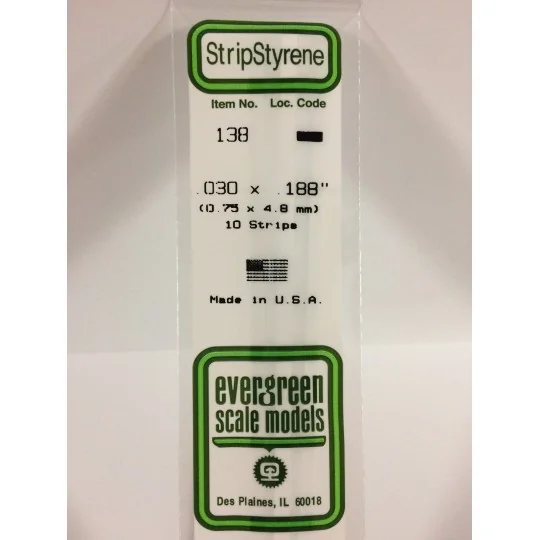 StripStyrene
Item No. Loc. Code
138
.030 x .188"
(0.75 x 4.8 mm)
10 Strips
Made in U.S.A.
evergreen
scale models
Des Plaines, IL 60018